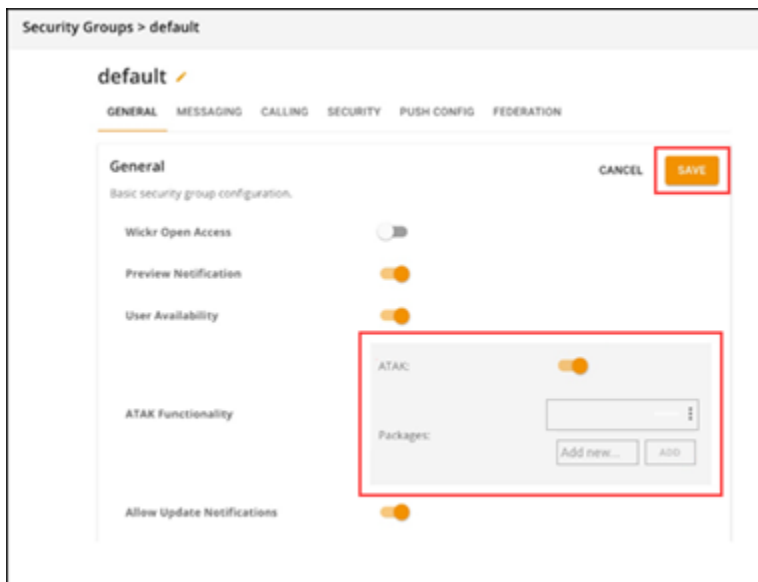 Security Groups > default
default
GENERAL MESSAGING CALLING SECURITY PUSH CONFIG FEDERATION
General
CANCEL
SAVE
Basic security group configuration.
Wickr Open Access
Preview Notification
User Availability
ATAK:
ATAK Functionality
Packages:
Add new...
ADD
Allow Update Notifications